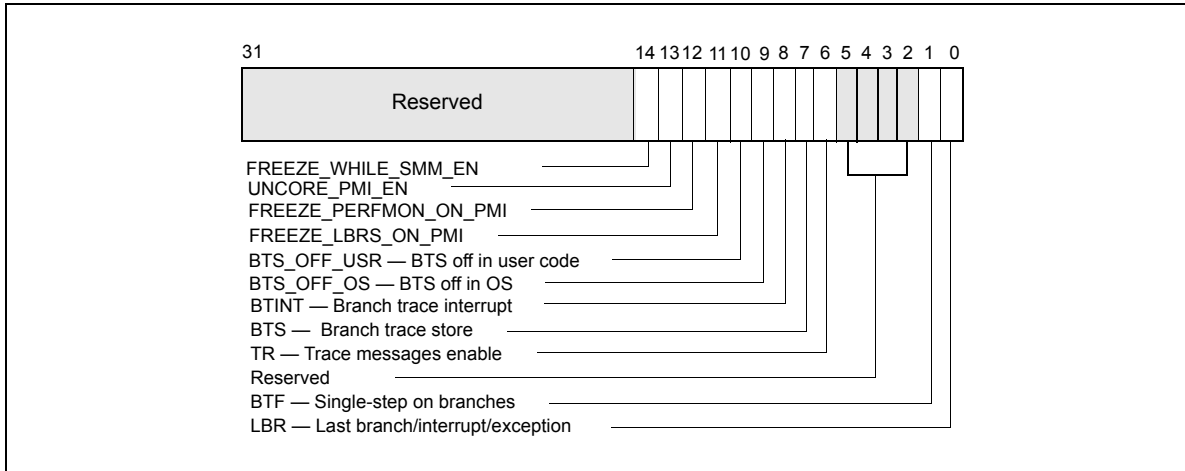 31 14 13 12 11 10 9 8 7 6 5 4 3 2 1 0
Reserved
FREEZE_WHILE_SMM_EN
UNCORE_PMI_EN
FREEZE_PERFMON_ON_PMI
FREEZE_LBRS_ON_PMI
BTS_OFF_USR — BTS off in user code
BTS_OFF_OS — BTS off in OS
BTINT — Branch trace interrupt
BTS — Branch trace store
TR — Trace messages enable
Reserved
BTF — Single-step on branches
LBR — Last branch/interrupt/exception